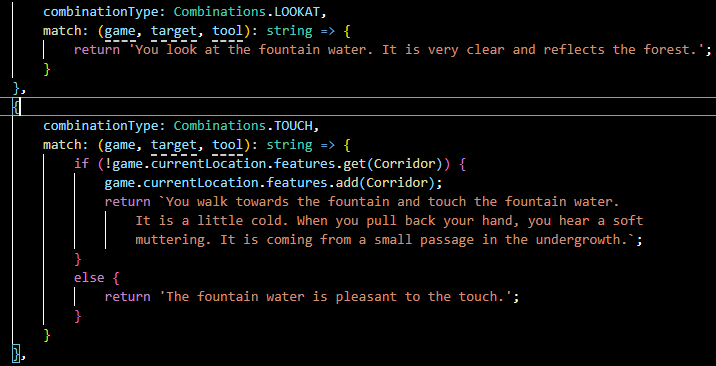 combinationType: Combinations.LOOKAT,
match: (game, target, tool): string => {
return 'You look at the fountain water. It is very clear and reflects the forest.';
}
},
{
combinationType: Combinations.TOUCH,
match: (game, target, tool): string => {
if (!game.currentLocation.features.get(Corridor)) {
game.currentLocation.features.add(Corridor);
return `You walk towards the fountain and touch the fountain water.
It is a little cold. When you pull back your hand, you hear a soft
muttering. It is coming from a small passage in the undergrowth.`;
}
else {
return 'The fountain water is pleasant to the touch.';
}
}
},